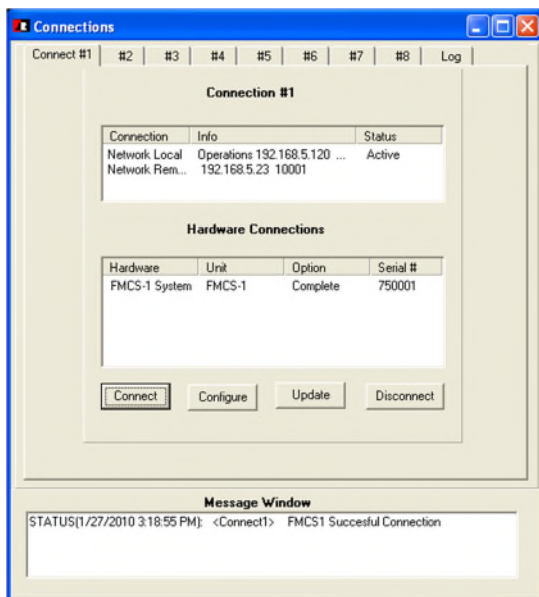 Connections
Connect #1 #2 #3 #4 #5 #6 #7 #8 Log
Connection #1
Connection Info Status
Network Local Operations 192.168.5.120 ... Active
Network Rem... 192.168.5.23 10001
Hardware Connections
Hardware Unit Option Serial #
FMCS-1 System FMCS-1 Complete 750001
Connect Configure Update Disconnect
Message Window
STATUS(1/27/2010 3:18:55 PM): <Connect1> FMCS1 Succesful Connection